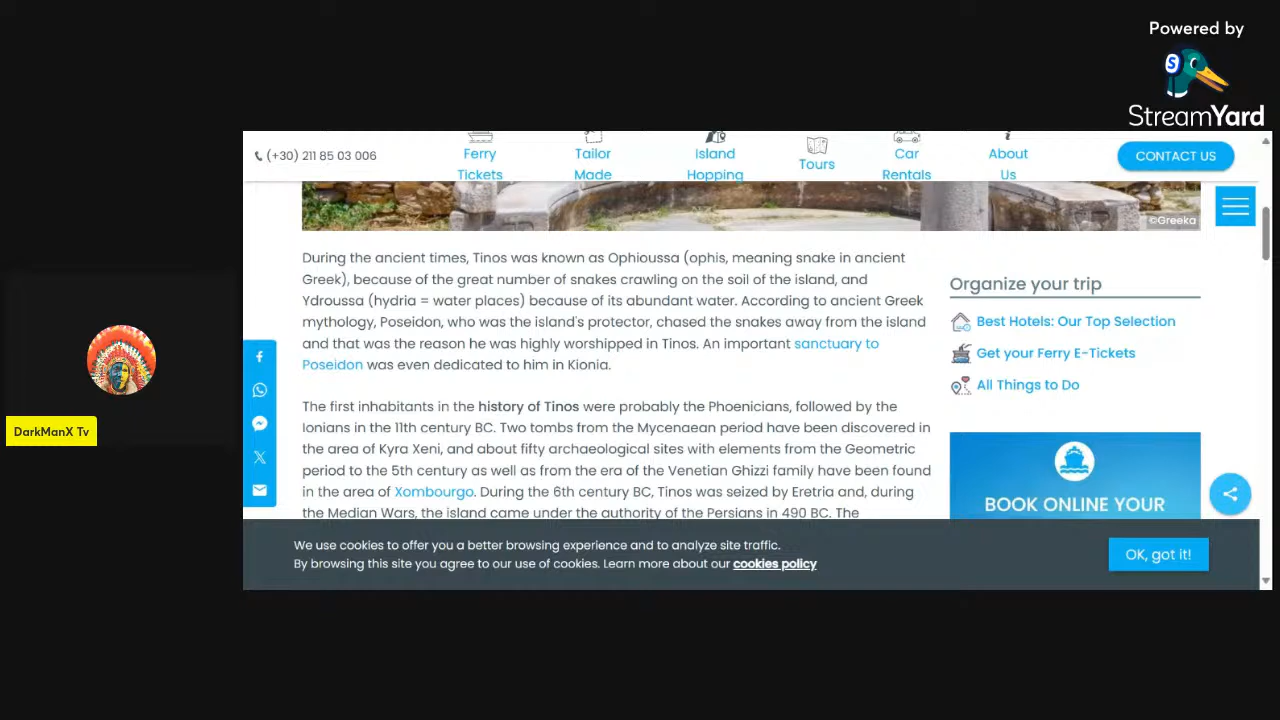 Powered by
S
StreamYard
(+30) 211 85 03 006
Ferry
Tickets
Tailor
Made
Island
Hopping
Tours
Car
Rentals
About
Us
CONTACT US
©Greeka
During the ancient times, Tinos was known as Ophioussa (ophis, meaning snake in ancient
Greek), because of the great number of snakes crawling on the soil of the island, and
Ydroussa (hydria = water places) because of its abundant water. According to ancient Greek
mythology, Poseidon, who was the island's protector, chased the snakes away from the island
and that was the reason he was highly worshipped in Tinos. An important sanctuary to
Poseidon was even dedicated to him in Kionia.
The first inhabitants in the history of Tinos were probably the Phoenicians, followed by the
Ionians in the 11th century BC. Two tombs from the Mycenaean period have been discovered
in the area of Kyra Xeni, and about fifty archaeological sites with elements from the Geometric
period to the 5th century as well as from the era of the Venetian Ghizzi family have been found
in the area of Xombourgo. During the 6th century BC, Tinos was seized by Eretria and, during
the Median Wars, the island came under the authority of the Persians in 490 BC. The
Organize your trip
Best Hotels: Our Top Selection
Get your Ferry E-Tickets
All Things to Do
BOOK ONLINE YOUR
DarkManX Tv
We use cookies to offer you a better browsing experience and to analyze site traffic.
By browsing this site you agree to our use of cookies. Learn more about our cookies policy
OK, got it!